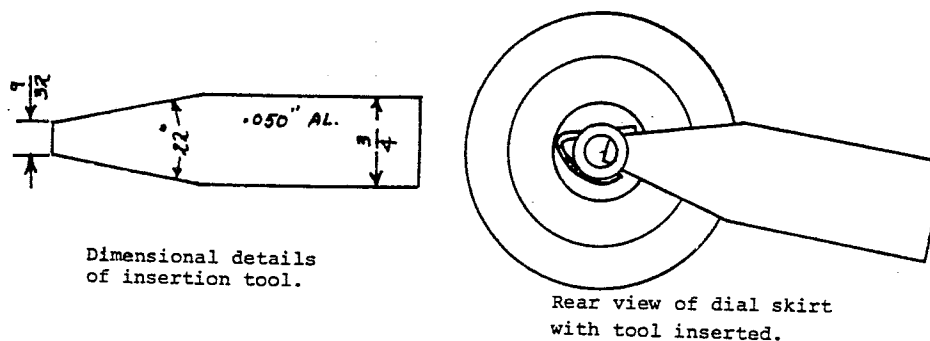 9/32
22°
.050" AL.
3/4
Dimensional details
of insertion tool.
Rear view of dial skirt
with tool inserted.